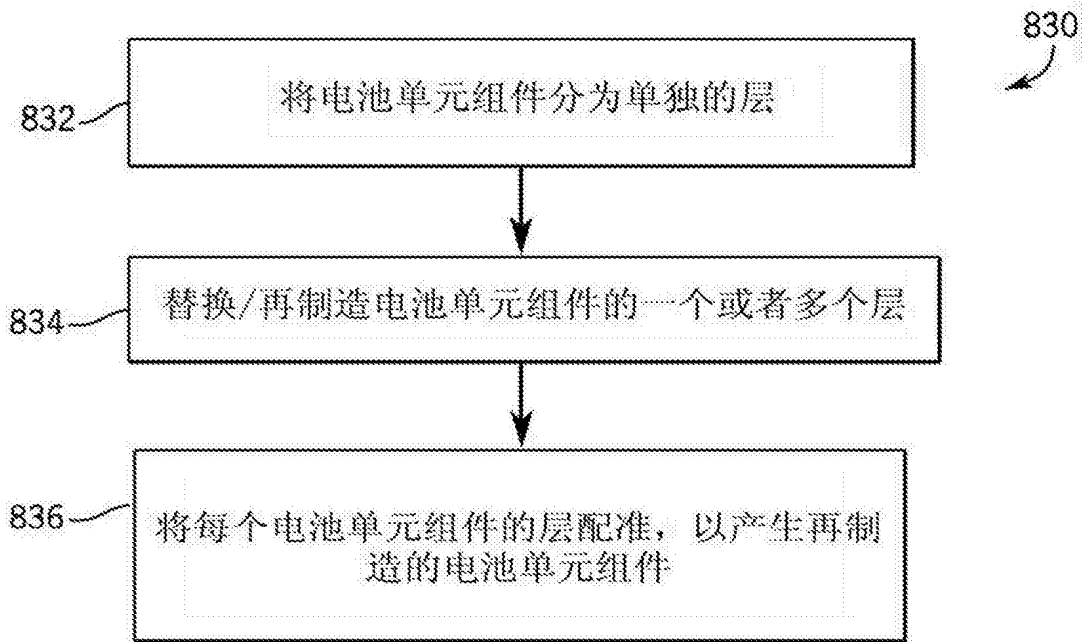 830
832
将电池单元组件分为单独的层
834
替换/再制造电池单元组件的一个或者多个层
836
将每个电池单元组件的层配准，以产生再制
造的电池单元组件